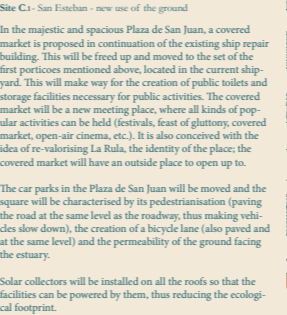 Site C.1- San Esteban - new use of the ground
In the majestic and spacious Plaza de San Juan, a covered
market is proposed in continuation of the existing ship repair
building. This will be freed up and moved to the set of the
first porticoes mentioned above, located in the current ship-
yard. This will make way for the creation of public toilets and
storage facilities necessary for public activities. The covered
market will be a new meeting place, where all kinds of pop-
ular activities can be held (festivals, feast of gluttony, covered
market, open-air cinema, etc.). It is also conceived with the
idea of re-valorising La Rula, the identity of the place; the
covered market will have an outside place to open up to.
The car parks in the Plaza de San Juan will be moved and the
square will be characterised by its pedestrianisation (paving
the road at the same level as the roadway, thus making vehi-
cles slow down), the creation of a bicycle lane (also paved and
at the same level) and the permeability of the ground facing
the estuary.
Solar collectors will be installed on all the roofs so that the
facilities can be powered by them, thus reducing the ecologi-
cal footprint.